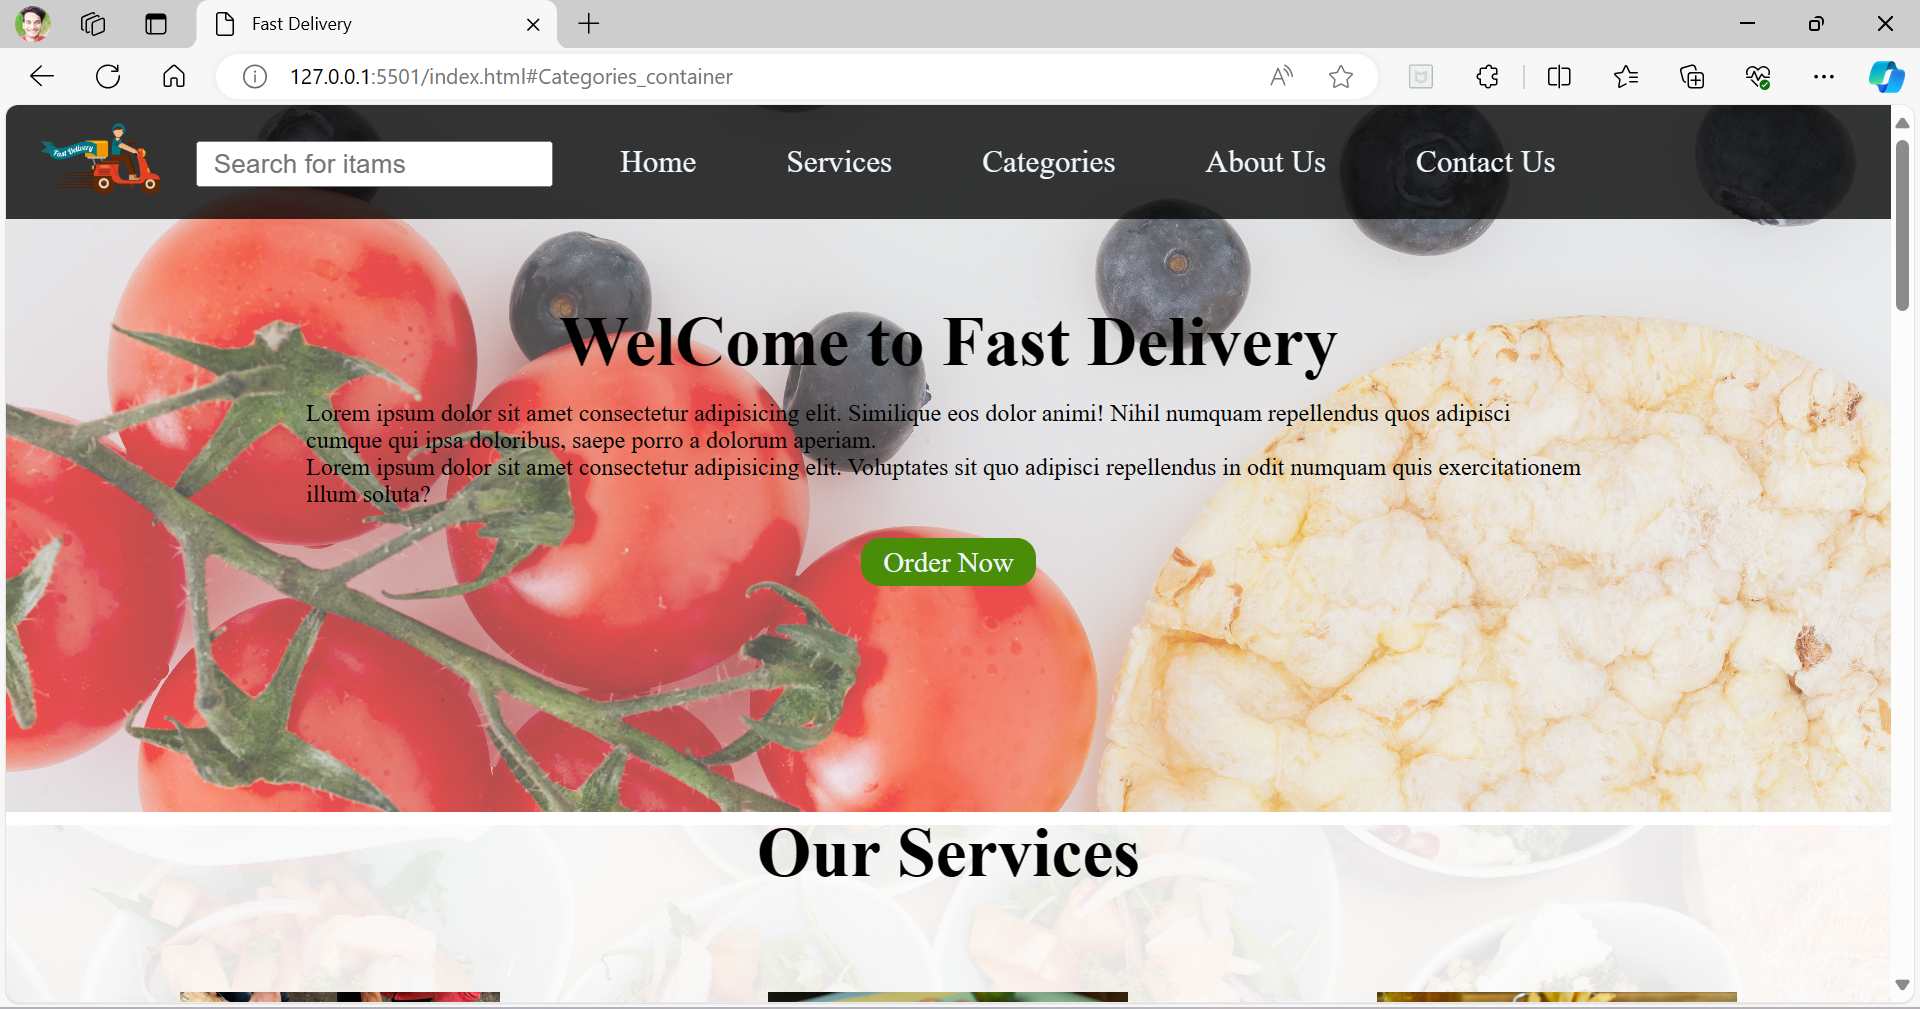 Fast Delivery
127.0.0.1:5501/index.html#Categories_container
Fast Delivery
Search for itams
Home
Services
Categories
About Us
Contact Us
WelCome to Fast Delivery
Lorem ipsum dolor sit amet consectetur adipisicing elit. Similique eos dolor animi! Nihil numquam repellendus quos adipisci
cumque qui ipsa doloribus, saepe porro a dolorum aperiam.
Lorem ipsum dolor sit amet consectetur adipisicing elit. Voluptates sit quo adipisci repellendus in odit numquam quis exercitationem
illum soluta?
Order Now
Our Services